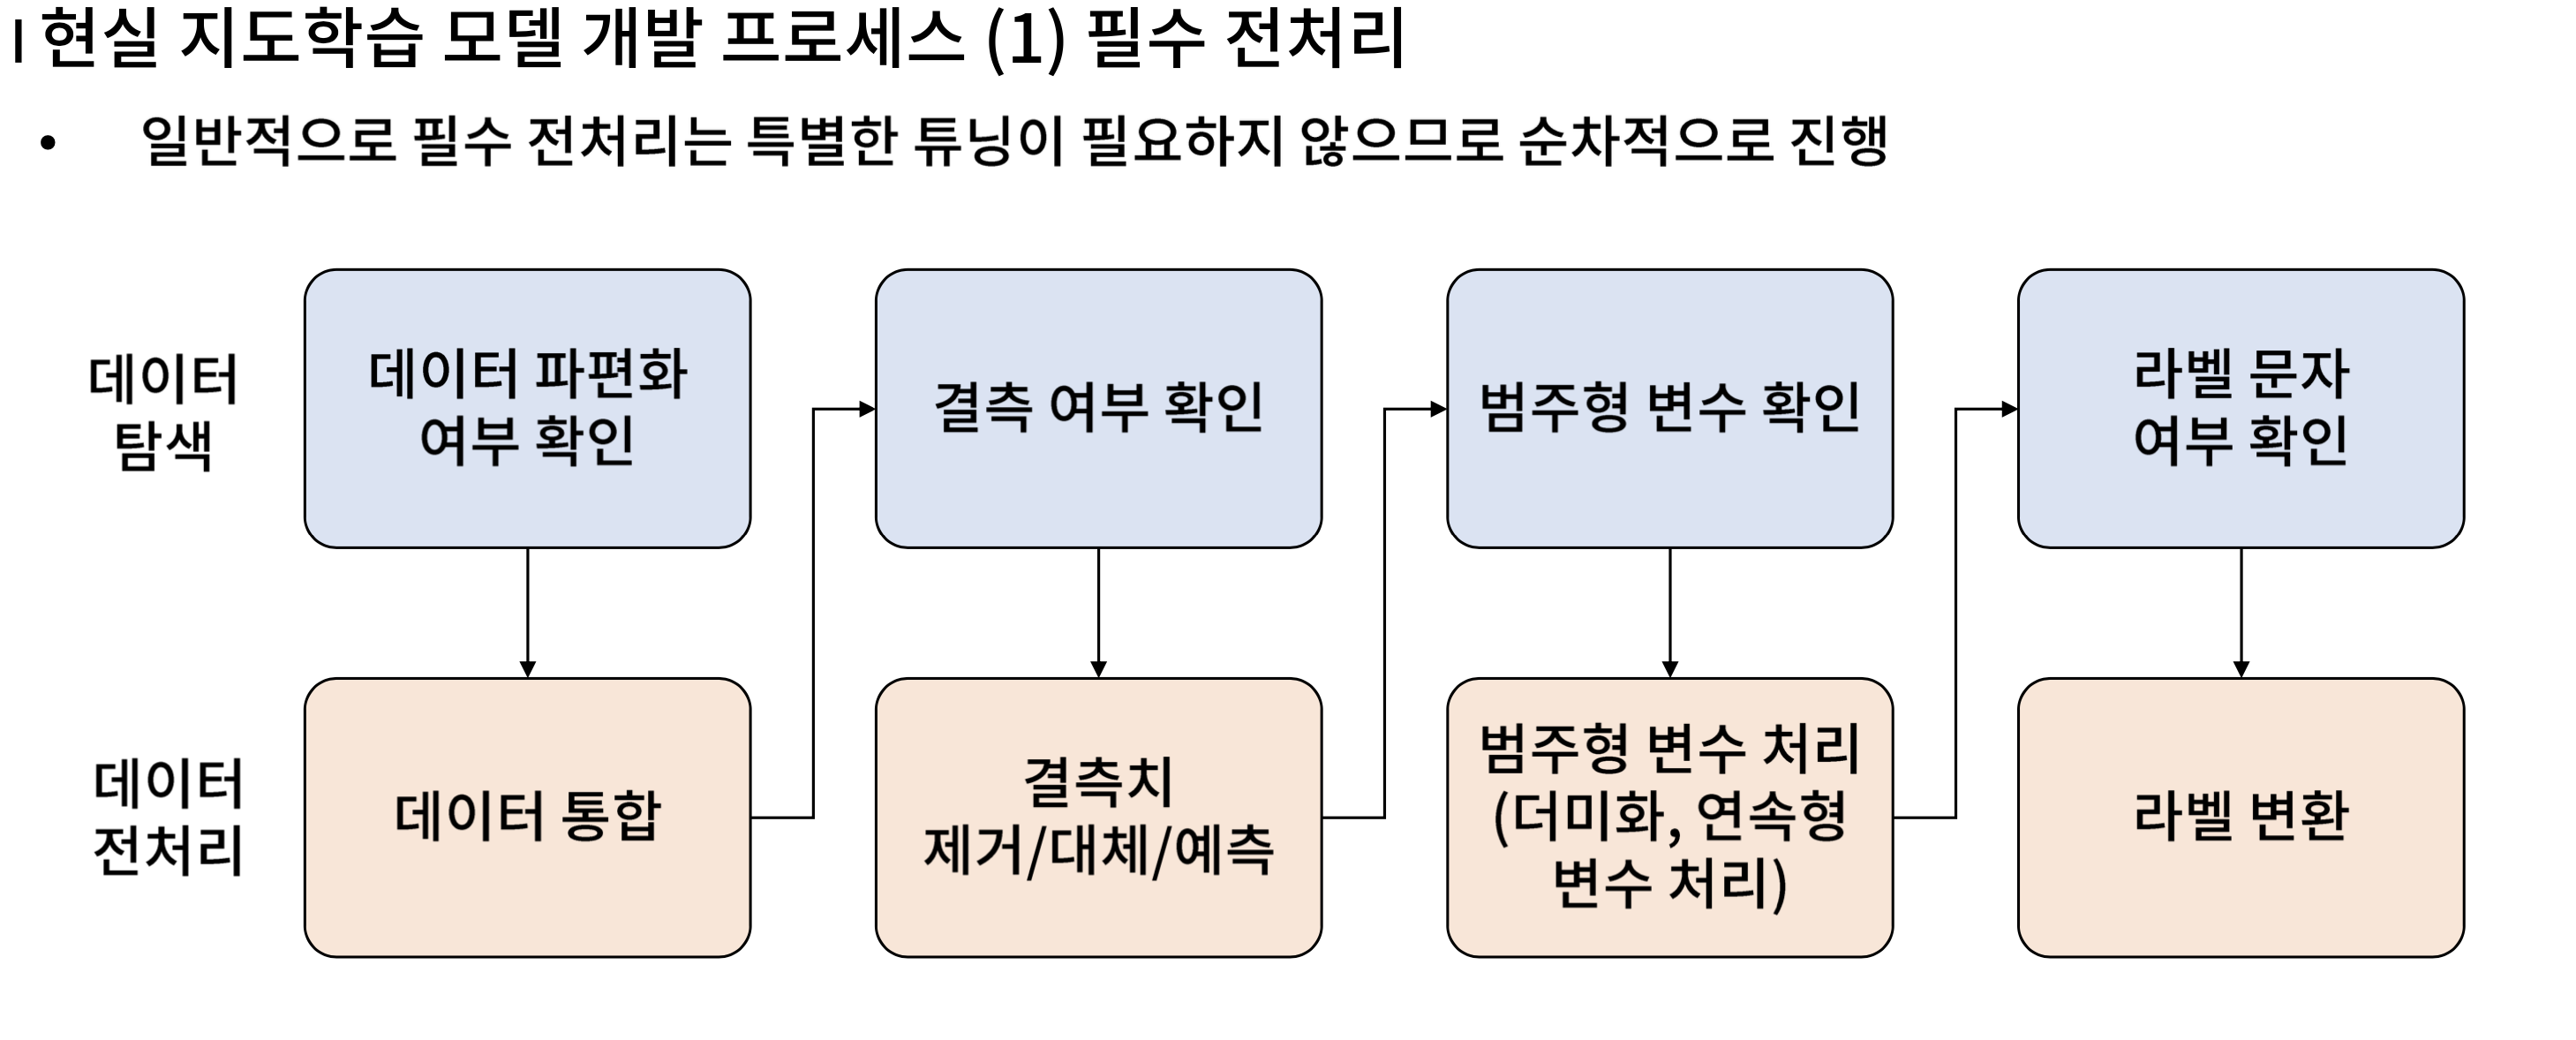 I 현실 지도학습 모델 개발 프로세스 (1) 필수 전처리
• 일반적으로 필수 전처리는 특별한 튜닝이 필요하지 않으므로 순차적으로 진행
데이터
탐색
데이터 파편화
여부 확인
결측 여부 확인
범주형 변수 확인
라벨 문자
여부 확인
데이터
전처리
데이터 통합
결측치
제거/대체/예측
범주형 변수 처리
(더미화, 연속형
변수 처리)
라벨 변환